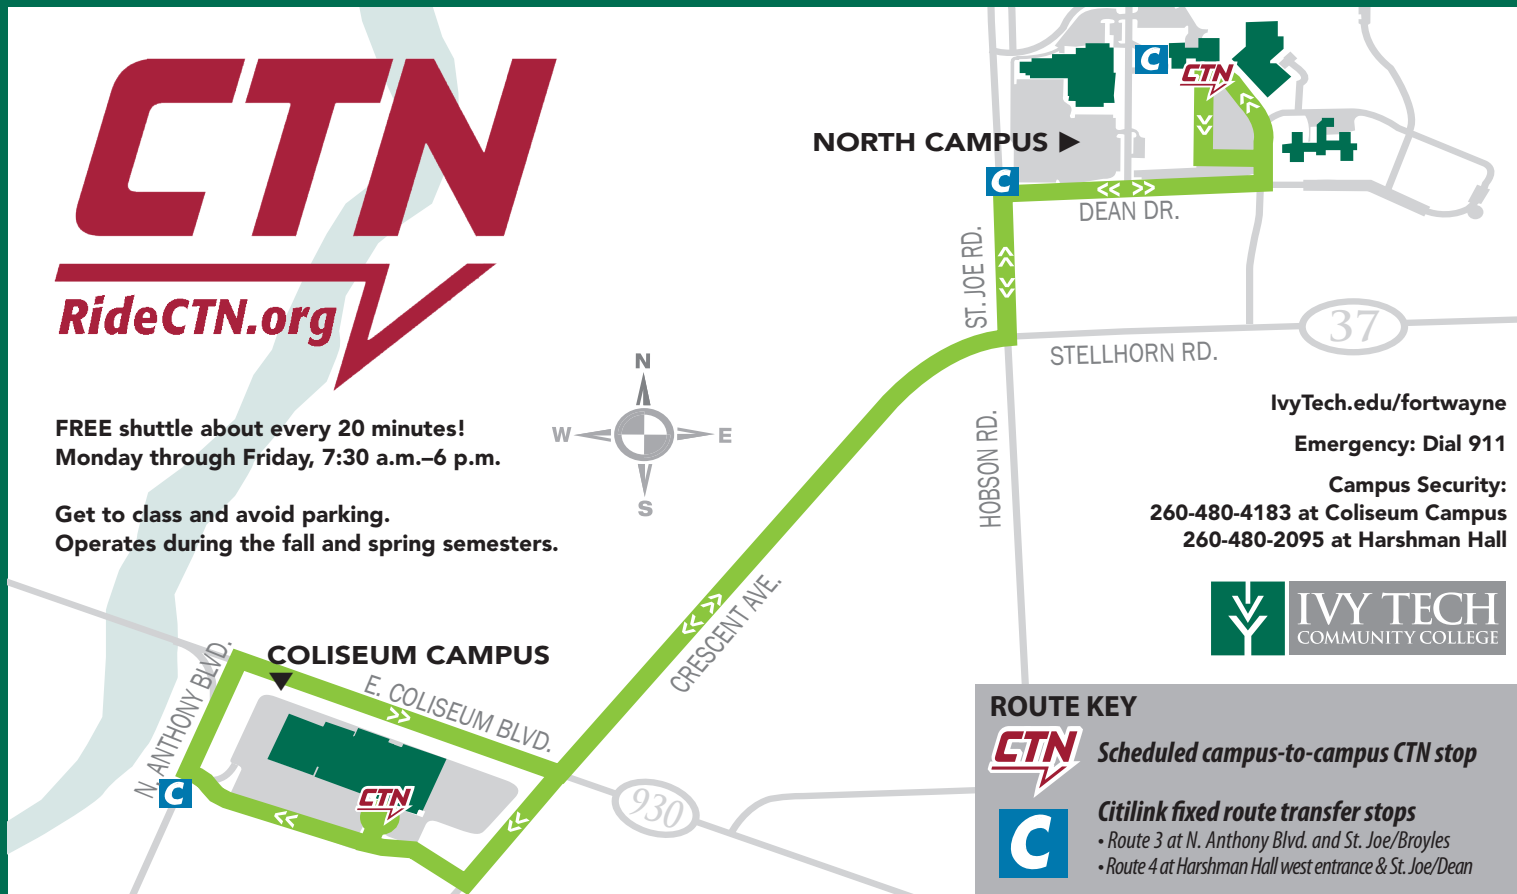 CTN
RideCTN.org
FREE shuttle about every 20 minutes!
Monday through Friday, 7:30 a.m.–6 p.m.
Get to class and avoid parking.
Operates during the fall and spring semesters.
N
W
E
S
C
CTN
NORTH CAMPUS
C
DEAN DR.
ST. JOE RD.
37
STELLHORN RD.
HOBSON RD.
CRESCENT AVE.
IvyTech.edu/fortwayne
Emergency: Dial 911
Campus Security:
260-480-4183 at Coliseum Campus
260-480-2095 at Harshman Hall
IVY TECH
COMMUNITY COLLEGE
COLISEUM CAMPUS
E. COLISEUM BLVD.
N. ANTHONY BLVD.
C
CTN
930
ROUTE KEY
CTN
Scheduled campus-to-campus CTN stop
C
Citilink fixed route transfer stops
• Route 3 at N. Anthony Blvd. and St. Joe/Broyles
• Route 4 at Harshman Hall west entrance & St. Joe/Dean